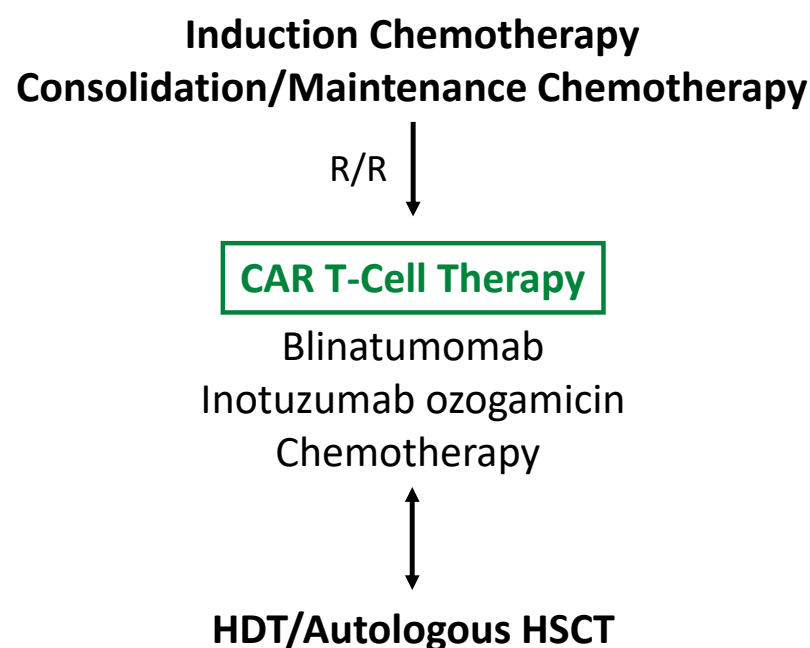 Induction Chemotherapy
Consolidation/Maintenance Chemotherapy
R/R
CAR T-Cell Therapy
Blinatumomab
Inotuzumab ozogamicin
Chemotherapy
HDT/Autologous HSCT